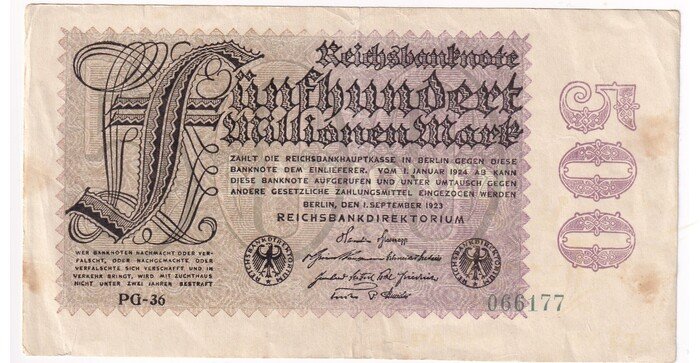 Reichsbanknote
Fünfhundert
Millionen Mark
ZAHLT DIE REICHSBANKHAUPTKASSE IN BERLIN GEGEN DIESE
BANKNOTE DEM EINLIEFERER. VOM 1. JANUAR 1924 AB KANN
DIESE BANKNOTE AUFGERUFEN UND UNTER UMTAUSCH GEGEN
ANDERE GESETZLICHE ZAHLUNGSMITTEL EINGEZOGEN WERDEN
BERLIN, DEN 1. SEPTEMBER 1923
REICHSBANKDIREKTORIUM
WER BANKNOTEN NACHMACHT ODER VER-
FÄLSCHT, ODER NACHGEMACHTE ODER
VERFÄLSCHTE SICH VERSCHAFFT UND IN
VERKEHR BRINGT, WIRD MIT ZUCHTHAUS
NICHT UNTER ZWEI JAHREN BESTRAFT
REICHSBANKDIREKTORIUM
REICHSBANKDIREKTORIUM
PG-36
066177
500